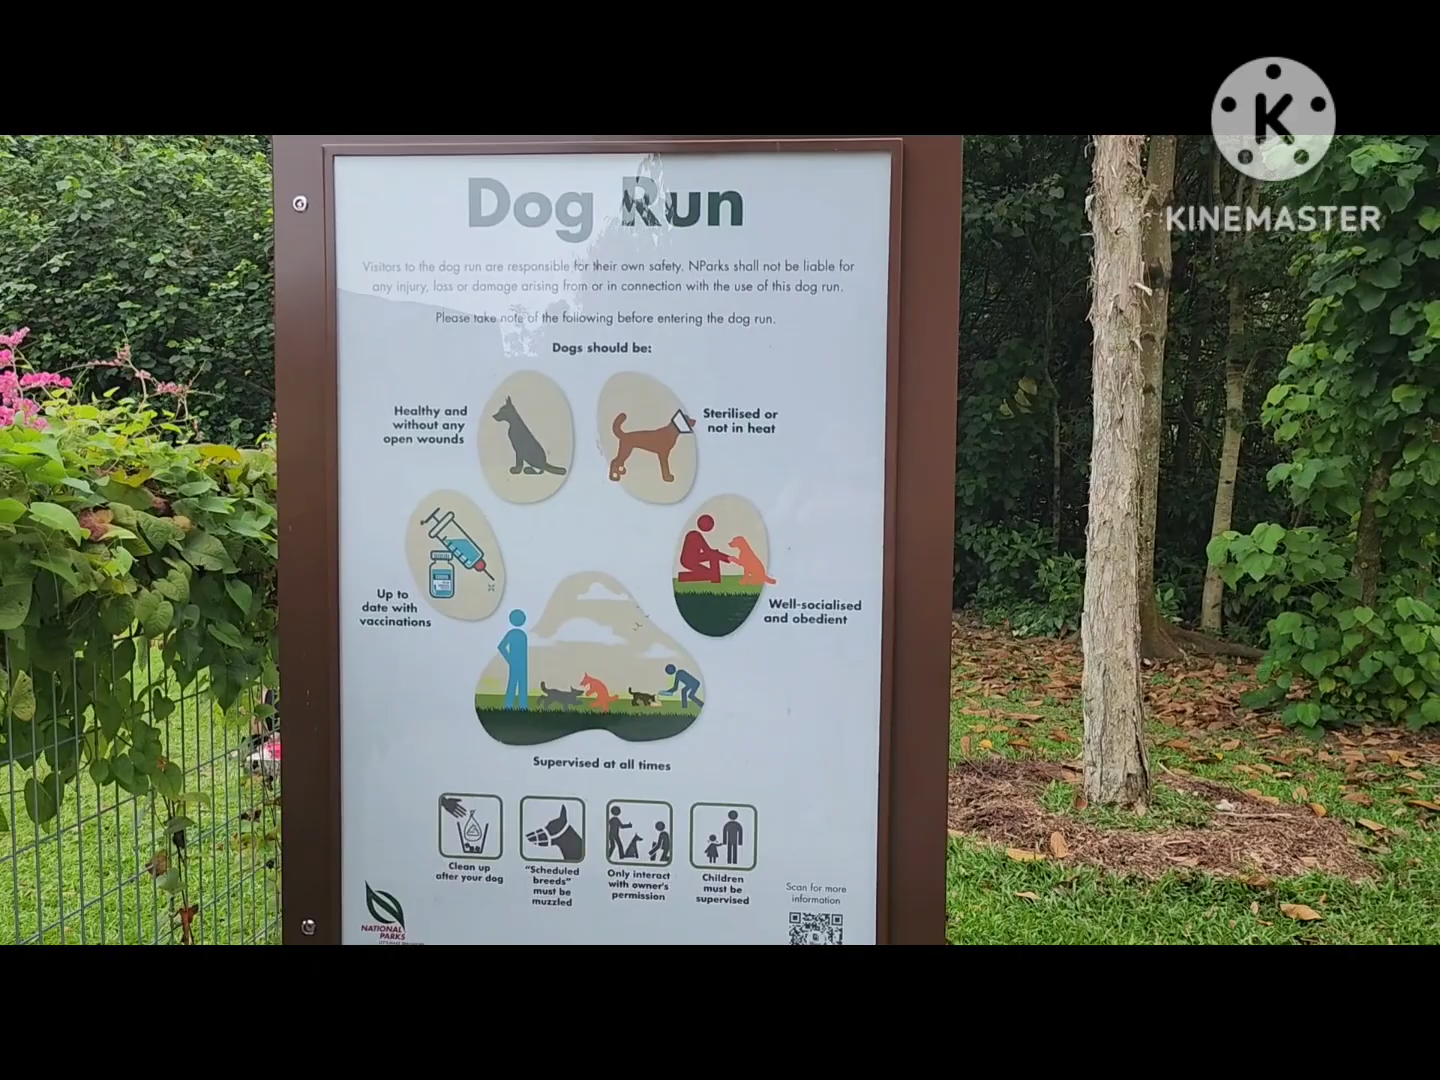 K
KINEMASTER
Dog Run
Visitors to the dog run are responsible for their own safety. NParks shall not be liable for
any injury, loss or damage arising from or in connection with the use of this dog run.
Please take note of the following before entering the dog run.
Dogs should be:
Healthy and
without any
open wounds
Sterilised or
not in heat
Up to
date with
vaccinations
Well-socialised
and obedient
Supervised at all times
Clean up
after your dog
"Scheduled
breeds"
must be
muzzled
Only interact
with owner's
permission
Children
must be
supervised
Scan for more
information
NATIONAL
PARKS